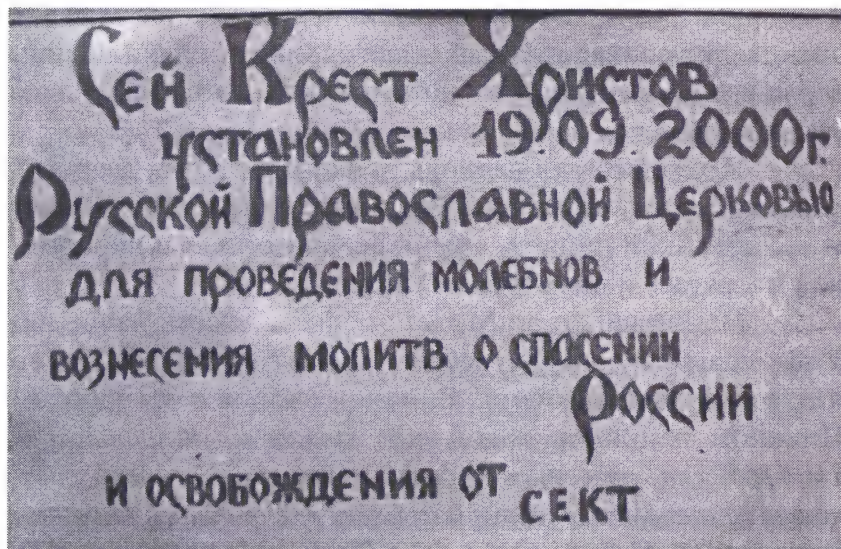 Сей Крест Христов
установлен 19.09.2000г.
Русской Православной Церковью
для проведения молебнов и
вознесения молитв о спасении
России
и освобождения от сект